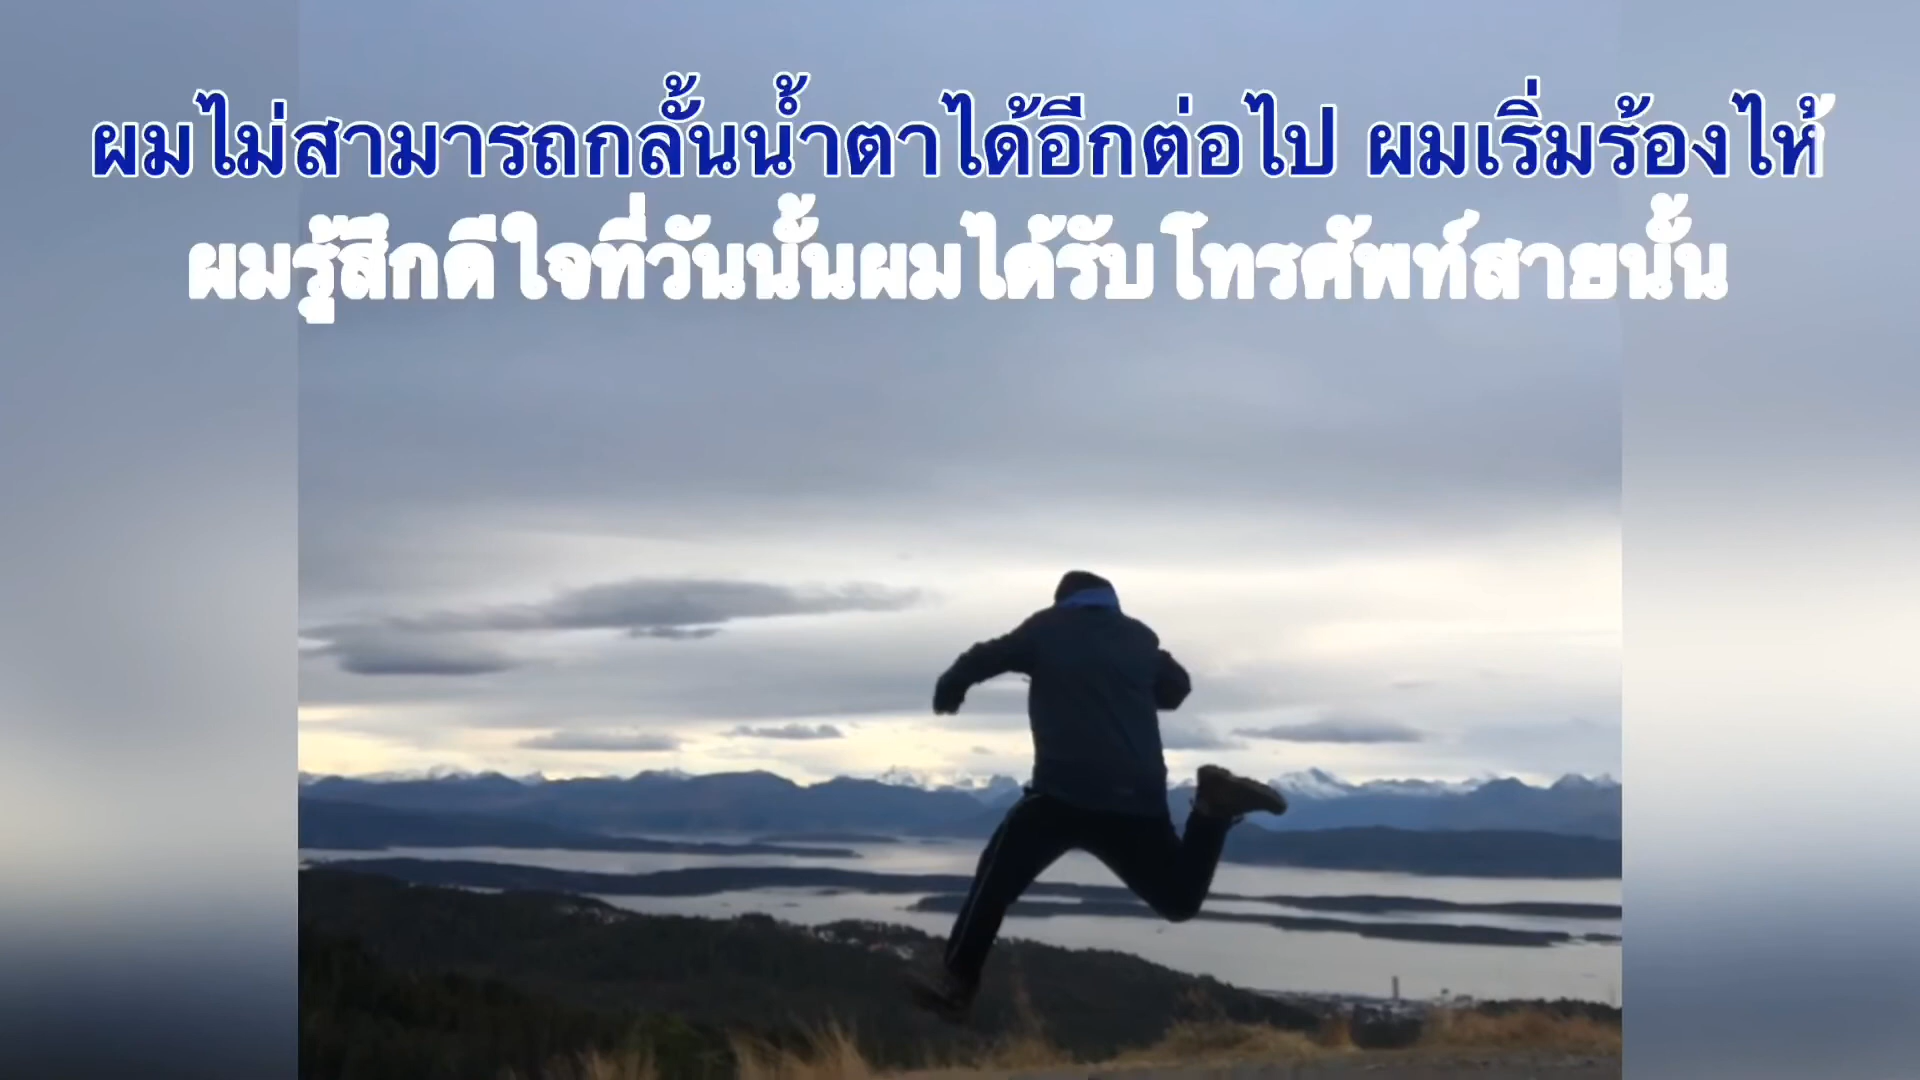 ผมไม่สามารถกลั้นน้ำตาได้อีกต่อไป ผมเริ่มร้องไห้
ผมรู้สึกดีใจที่วันนั้นผมได้รับโทรศัพท์สายนั้น